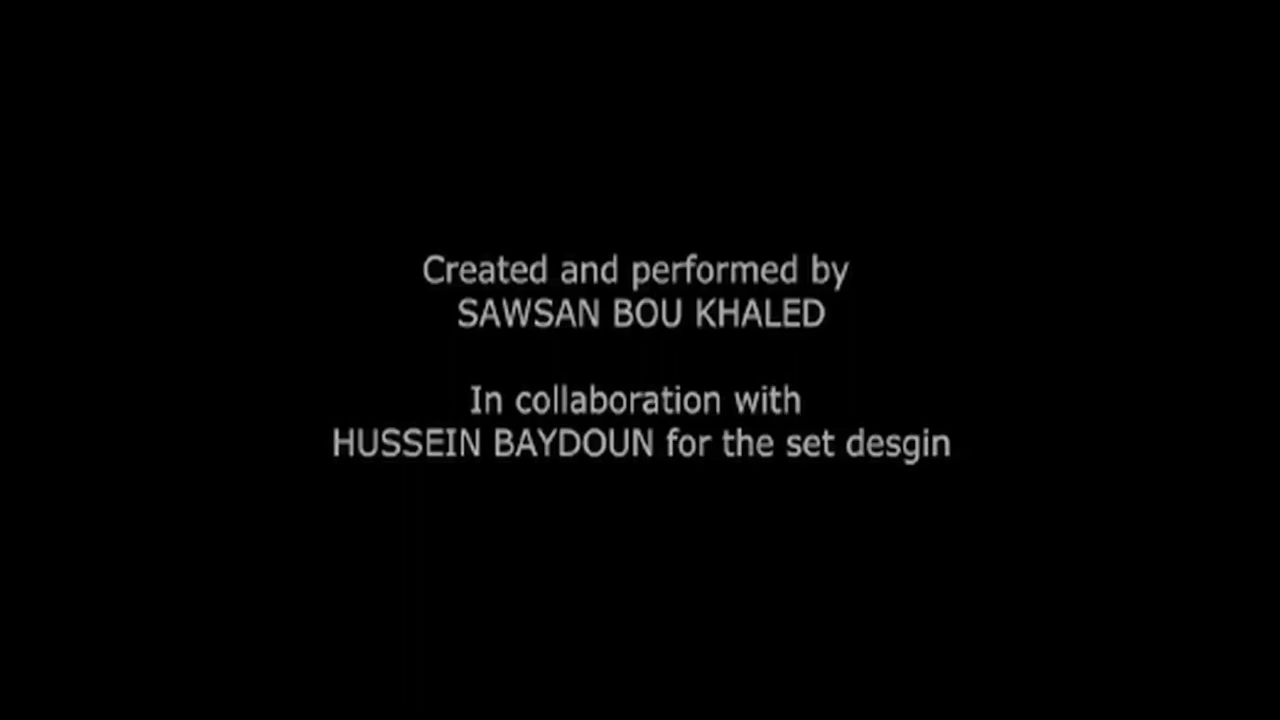 Created and performed by
SAWSAN BOU KHALED
In collaboration with
HUSSEIN BAYDOUN for the set desgin